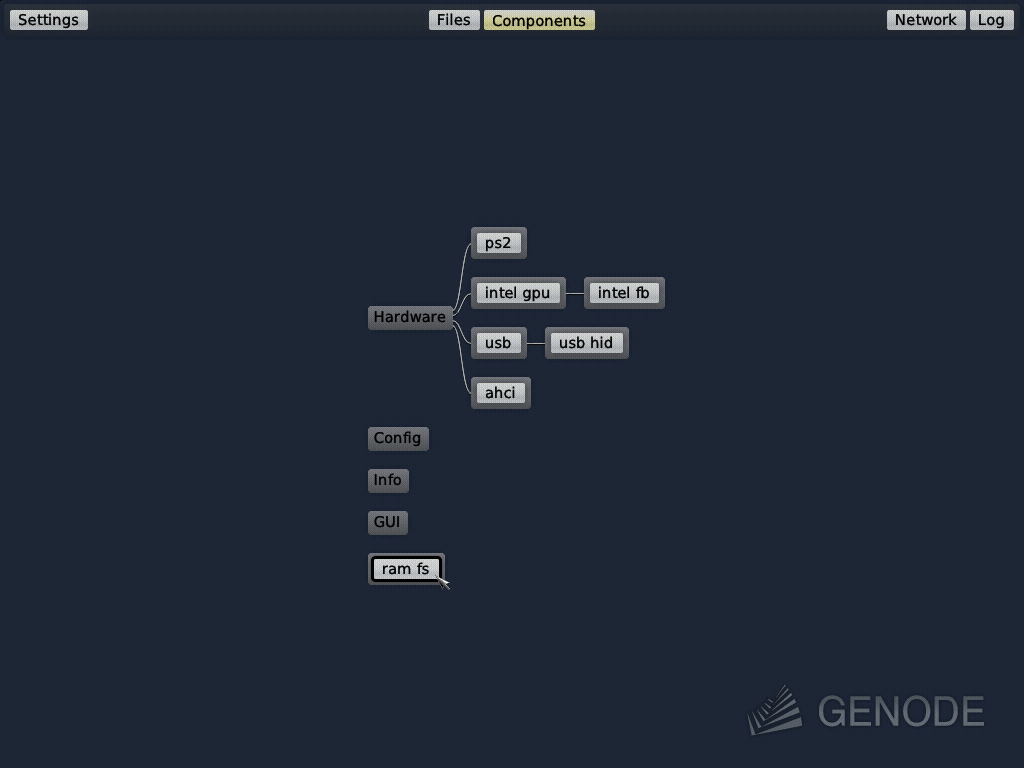 Settings
Files
Components
Network
Log
ps2
intel gpu
intel fb
Hardware
usb
usb hid
ahci
Config
Info
GUI
ram fs
GENODE